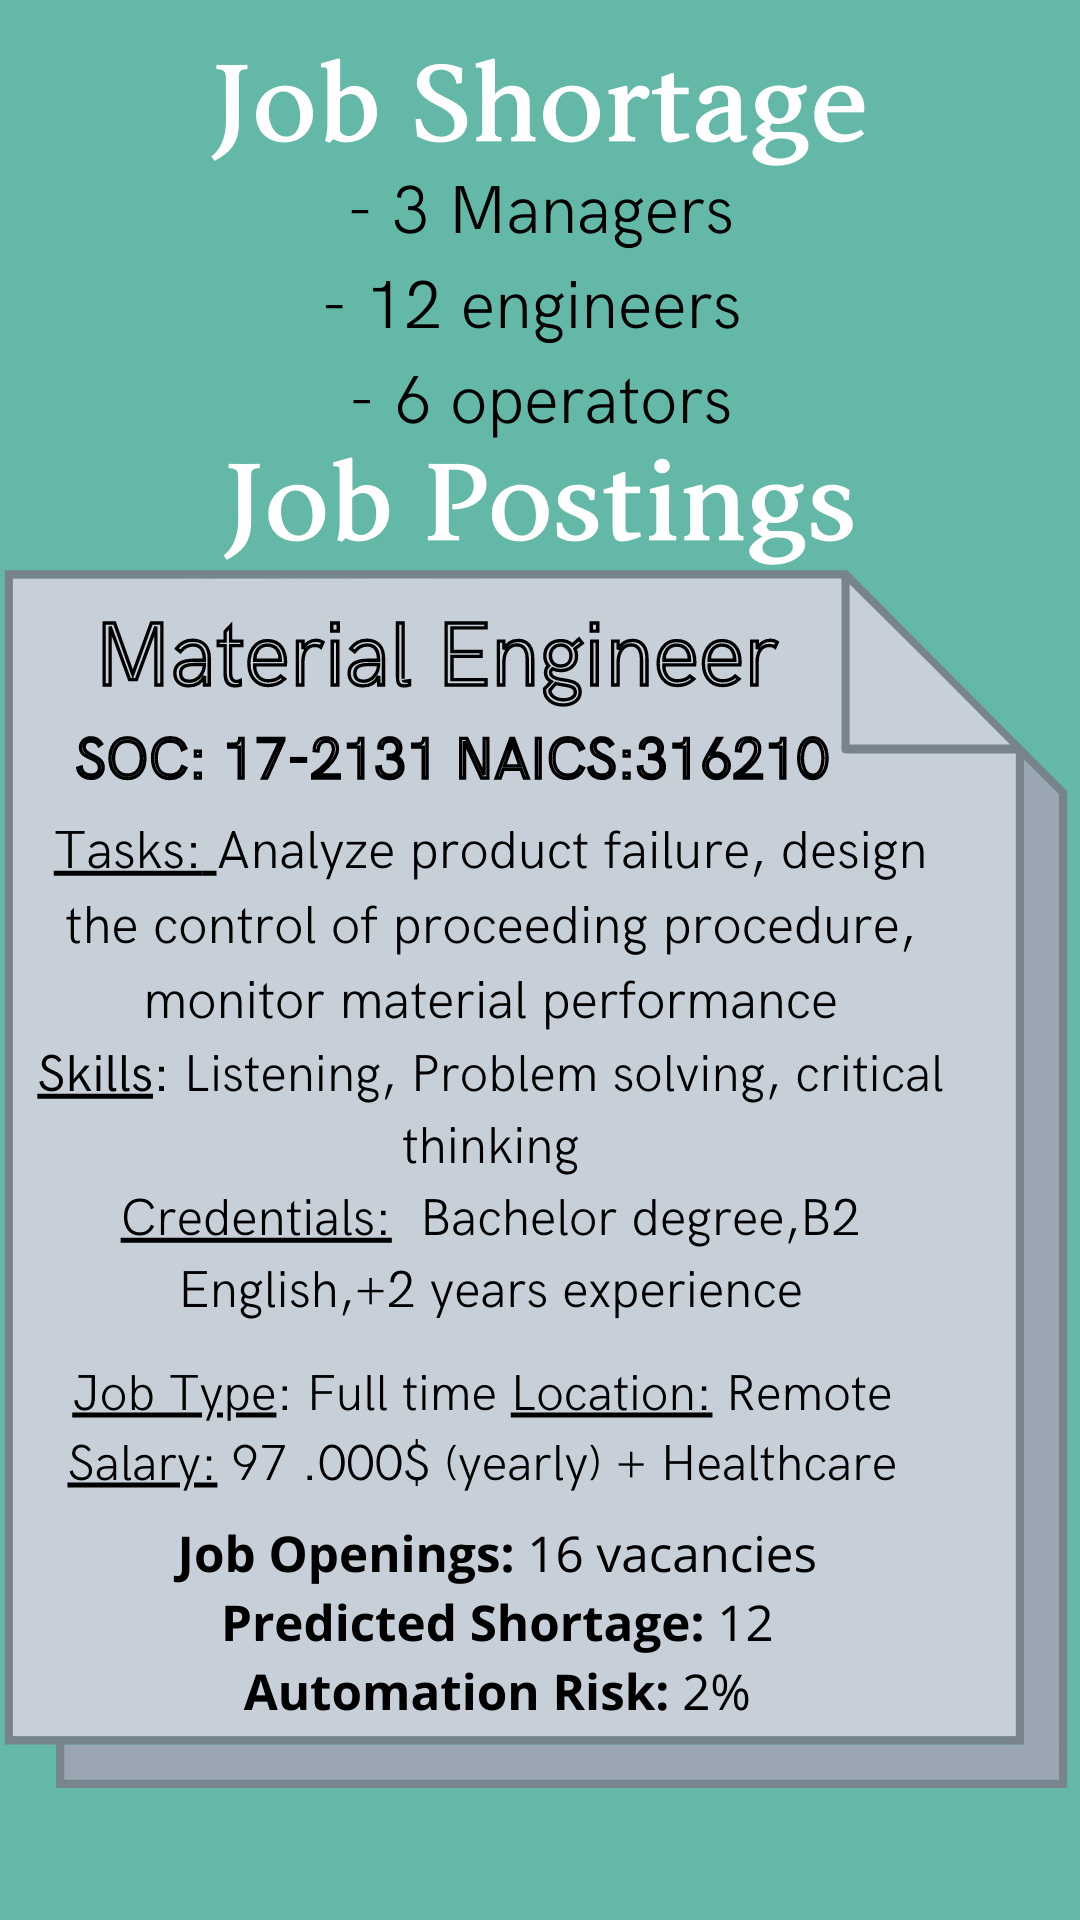 Job Shortage
- 3 Managers
- 12 engineers
- 6 operators
Job Postings
Material Engineer
SOC: 17-2131 NAICS:316210
Tasks: Analyze product failure, design
the control of proceeding procedure,
monitor material performance
Skills: Listening, Problem solving, critical
thinking
Credentials: Bachelor degree,B2
English,+2 years experience
Job Type: Full time Location: Remote
Salary: 97 .000$ (yearly) + Healthcare
Job Openings: 16 vacancies
Predicted Shortage: 12
Automation Risk: 2%